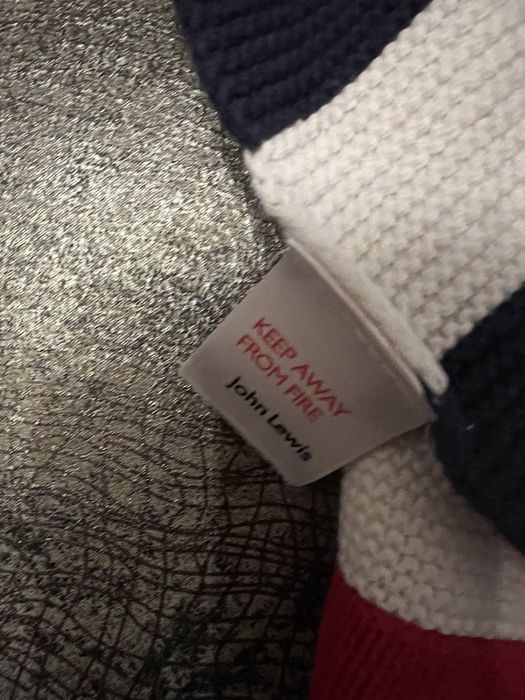 KEEP AWAY
FROM FIRE
John Lewis